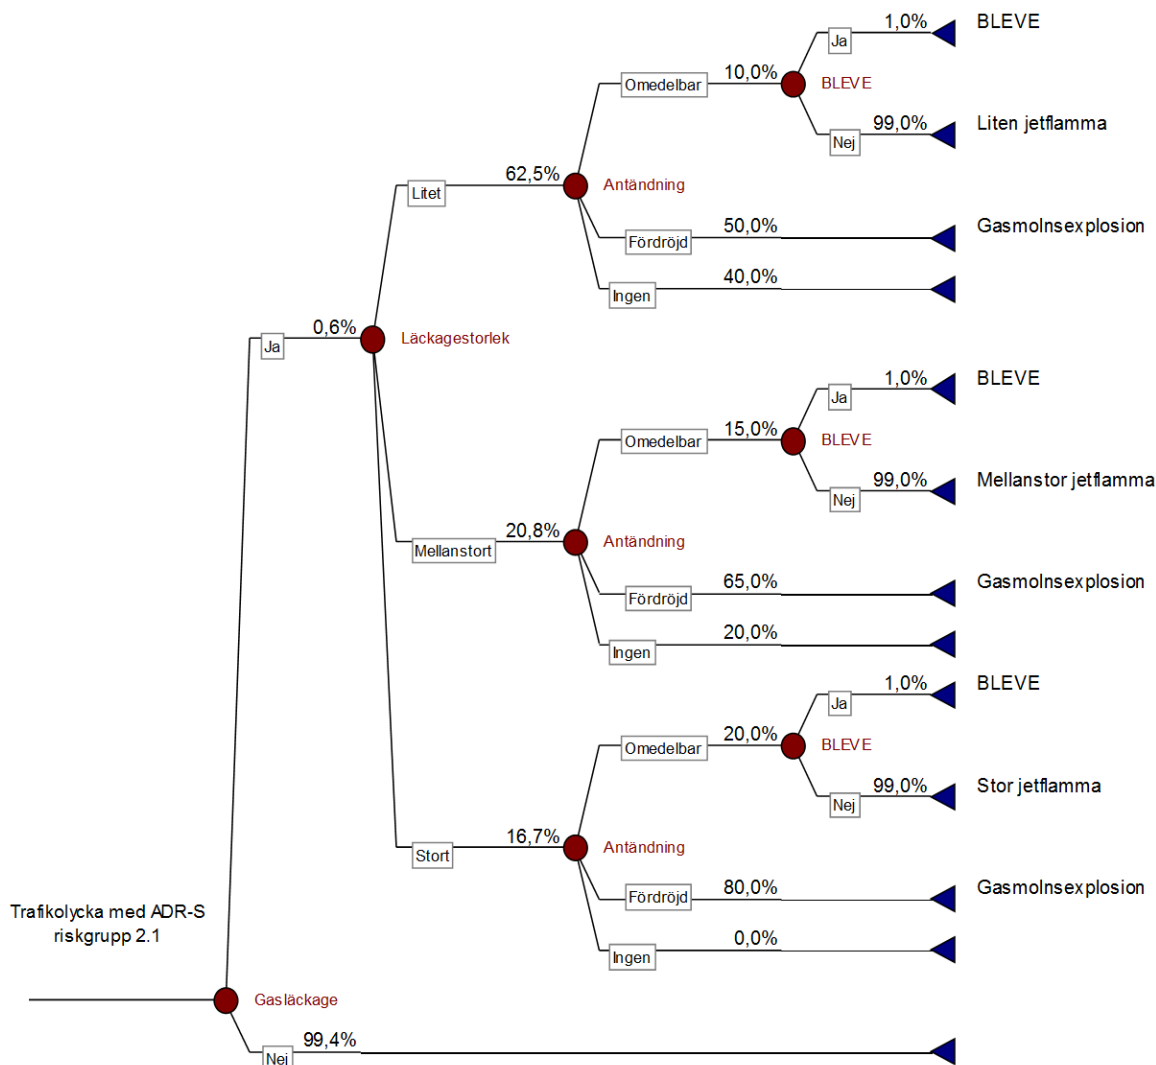 1,0%
BLEVE
Ja
Omedelbar
10,0%
BLEVE
99,0%
Liten jetflamma
Nej
Litet
62,5%
Antändning
Fördröjd
50,0%
Gasmolnsexplosion
Ingen
40,0%
Ja
0,6%
Läckagestorlek
1,0%
BLEVE
Ja
Omedelbar
15,0%
BLEVE
99,0%
Mellanstor jetflamma
Nej
Mellanstort
20,8%
Antändning
Fördröjd
65,0%
Gasmolnsexplosion
Ingen
20,0%
1,0%
BLEVE
Ja
Omedelbar
20,0%
BLEVE
99,0%
Stor jetflamma
Nej
Stort
16,7%
Antändning
Fördröjd
80,0%
Gasmolnsexplosion
Ingen
0,0%
Trafikolycka med ADR-S
riskgrupp 2.1
Gasläckage
Nej
99,4%